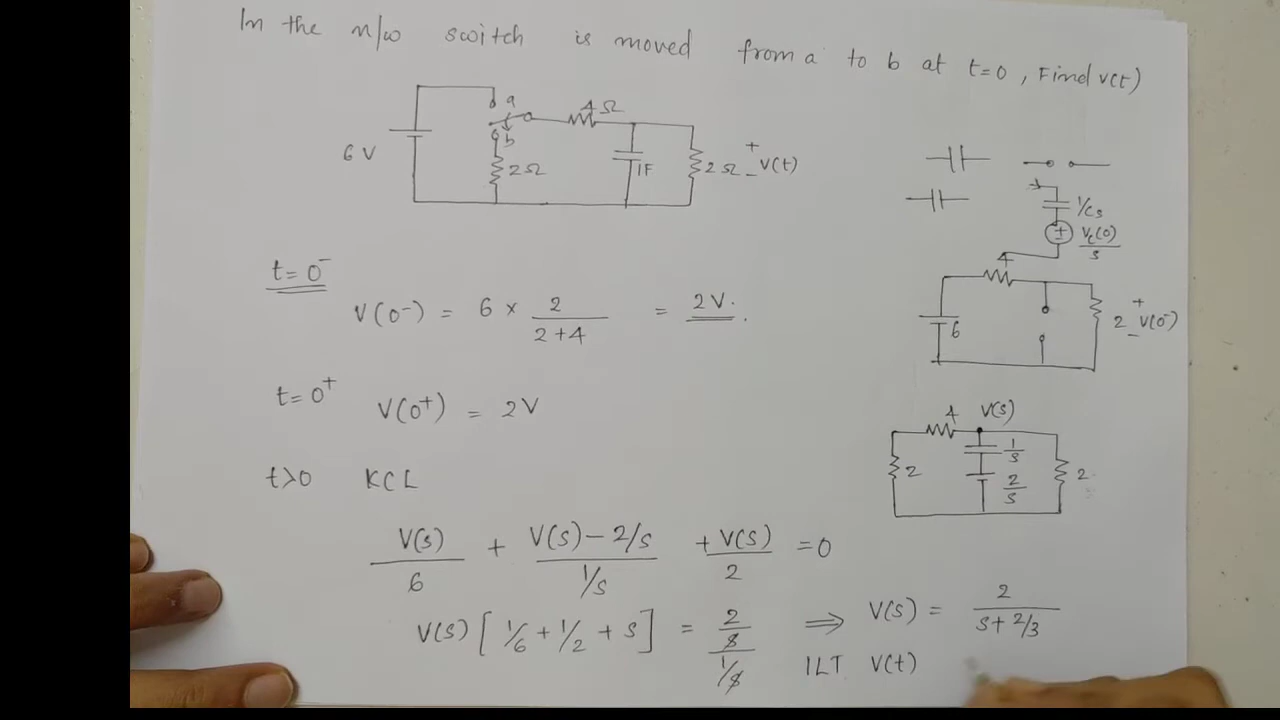 In the n/w switch is moved from a to b at t=0, Find v(t)
a
4Ω
b
6 V
2Ω
1F
2Ω
+
- v(t)
1/Cs
±
Vc(0)/s
t=0⁻
V(0⁻) = 6 × 2/(2+4) = 2V.
4
6
2
+
- V(0⁻)
t=0⁺ V(0⁺) = 2V
4 V(s)
1/s
2
2/s
2
t>0 KCL
V(s)/6 + (V(s) - 2/s)/(1/s) + V(s)/2 = 0
V(s) [ 1/6 + 1/2 + s ] = (2/s)/(1/s) ⟹ V(s) = 2/(s+2/3)
ILT V(t)